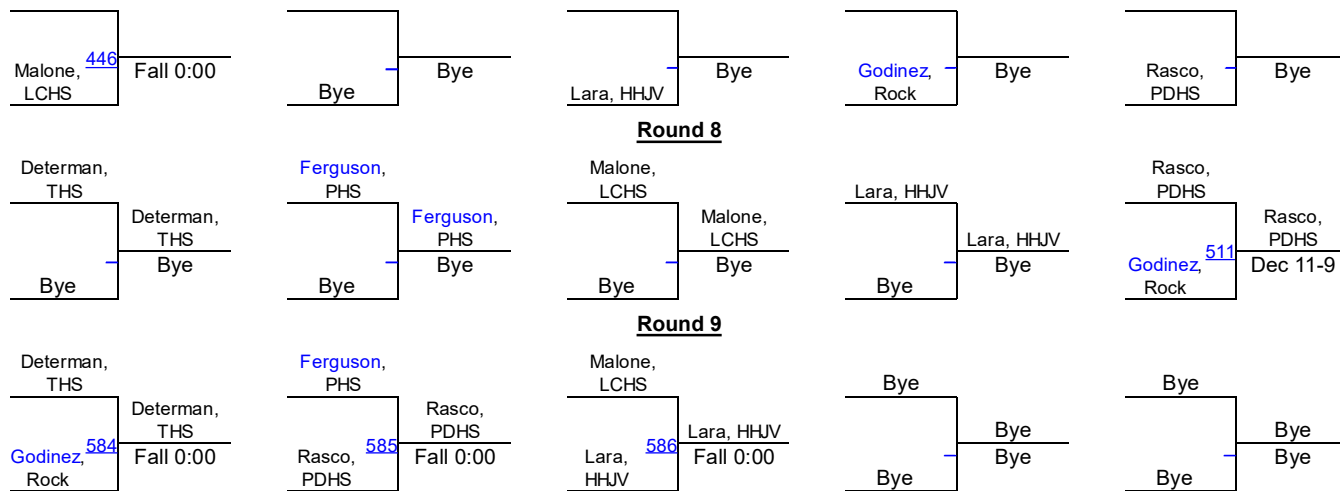 446
Malone,
LCHS
Fall 0:00
Bye
Bye
Lara, HHJV
Bye
Godinez,
Rock
Bye
Rasco,
PDHS
Bye
Round 8
Determan,
THS
Bye
Determan,
THS
Bye
Ferguson,
PHS
Bye
Ferguson,
PHS
Bye
Malone,
LCHS
Bye
Malone,
LCHS
Bye
Lara, HHJV
Bye
Lara, HHJV
Bye
Rasco,
PDHS
511
Godinez,
Rock
Rasco,
PDHS
Dec 11-9
Round 9
Determan,
THS
584
Godinez,
Rock
Determan,
THS
Fall 0:00
Ferguson,
PHS
585
Rasco,
PDHS
Rasco,
PDHS
Fall 0:00
Malone,
LCHS
586
Lara,
HHJV
Lara, HHJV
Fall 0:00
Bye
Bye
Bye
Bye
Bye
Bye
Bye
Bye